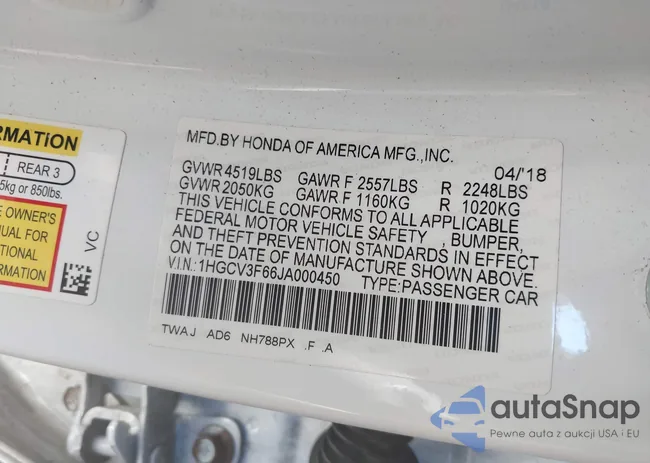 RMATION
REAR 3
5kg or 850lbs.
E OWNER'S
NUAL FOR
TIONAL
RMATION
VC
MFD.BY HONDA OF AMERICA MFG.,INC.
04/'18
GVWR 4519LBS GAWR F 2557LBS R 2248LBS
GVWR 2050KG GAWR F 1160KG R 1020KG
THIS VEHICLE CONFORMS TO ALL APPLICABLE
FEDERAL MOTOR VEHICLE SAFETY , BUMPER,
AND THEFT PREVENTION STANDARDS IN EFFECT
ON THE DATE OF MANUFACTURE SHOWN ABOVE.
V.I.N.:1HGCV3F66JA000450 TYPE:PASSENGER CAR
TWAJ AD6 NH788PX .F .A
autaSnap
Pewne auta z aukcji USA i EU